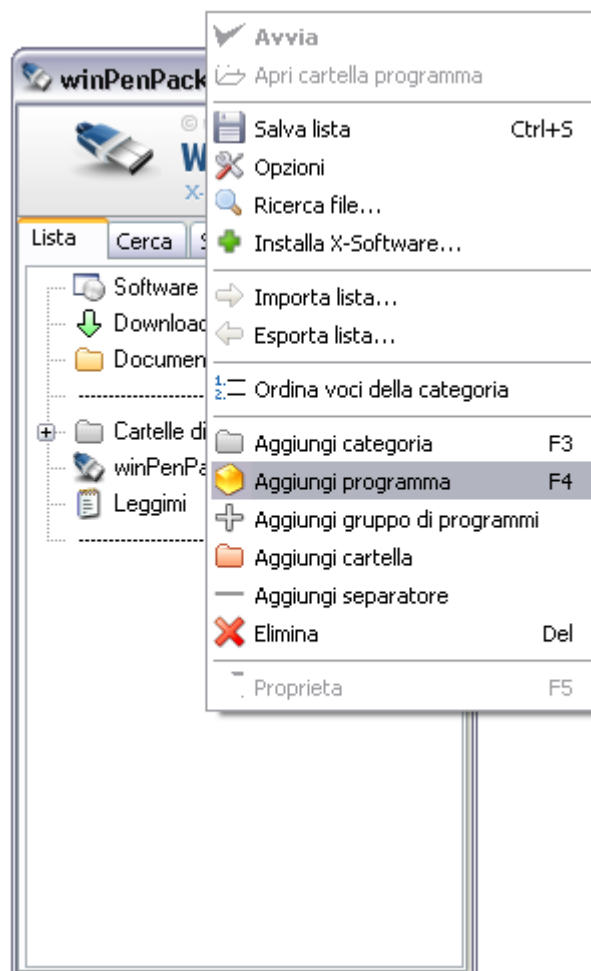 winPenPack
©
W
X-
Lista
Cerca
S
Software
Download
Documen
Cartelle di
winPenPa
Leggimi
Avvia
Apri cartella programma
Salva lista Ctrl+S
Opzioni
Ricerca file...
Installa X-Software...
Importa lista...
Esporta lista...
Ordina voci della categoria
Aggiungi categoria F3
Aggiungi programma F4
Aggiungi gruppo di programmi
Aggiungi cartella
Aggiungi separatore
Elimina Del
Proprieta F5